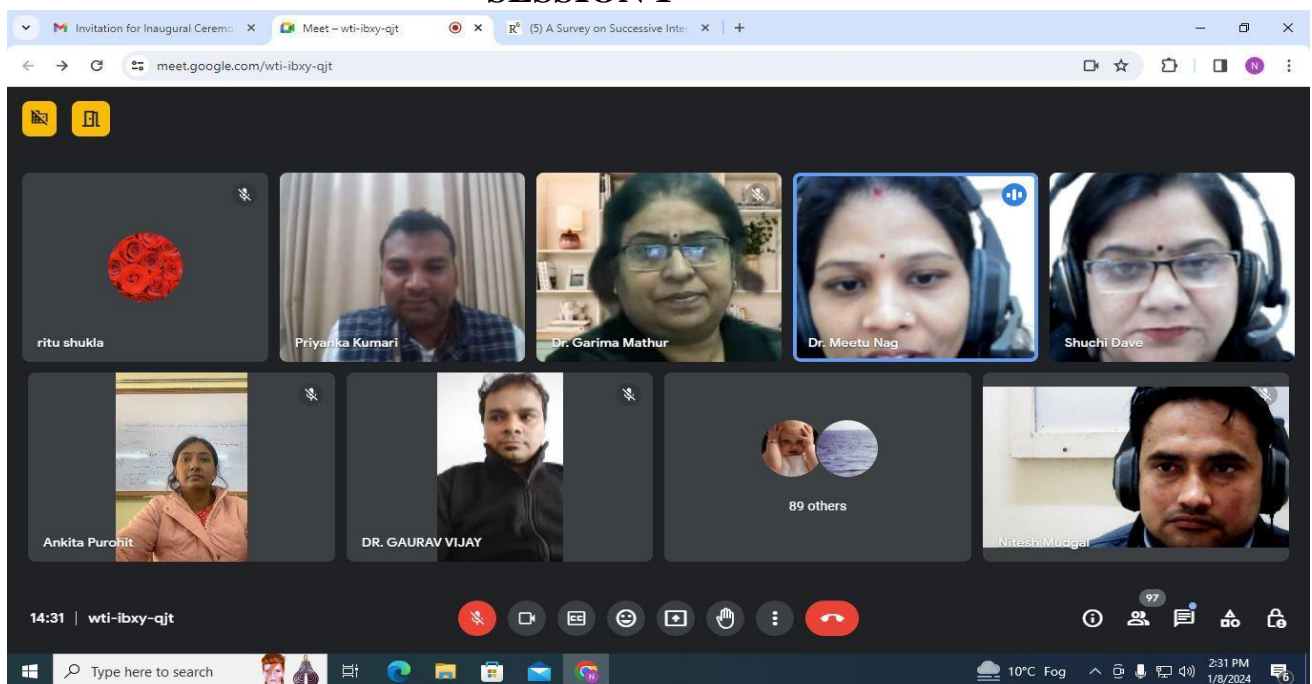 Invitation for Inaugural Ceremo
Meet – wti-ibxy-qjt
(5) A Survey on Successive Inte
meet.google.com/wti-ibxy-qjt
N
ritu shukla
Priyanka Kumari
Dr. Garima Mathur
Dr. Meetu Nag
Shuchi Dave
Ankita Purohit
DR. GAURAV VIJAY
89 others
Nitesh Mudgal
97
14:31 | wti-ibxy-qjt
CC
Type here to search
10°C Fog
2:31 PM
1/8/2024
6